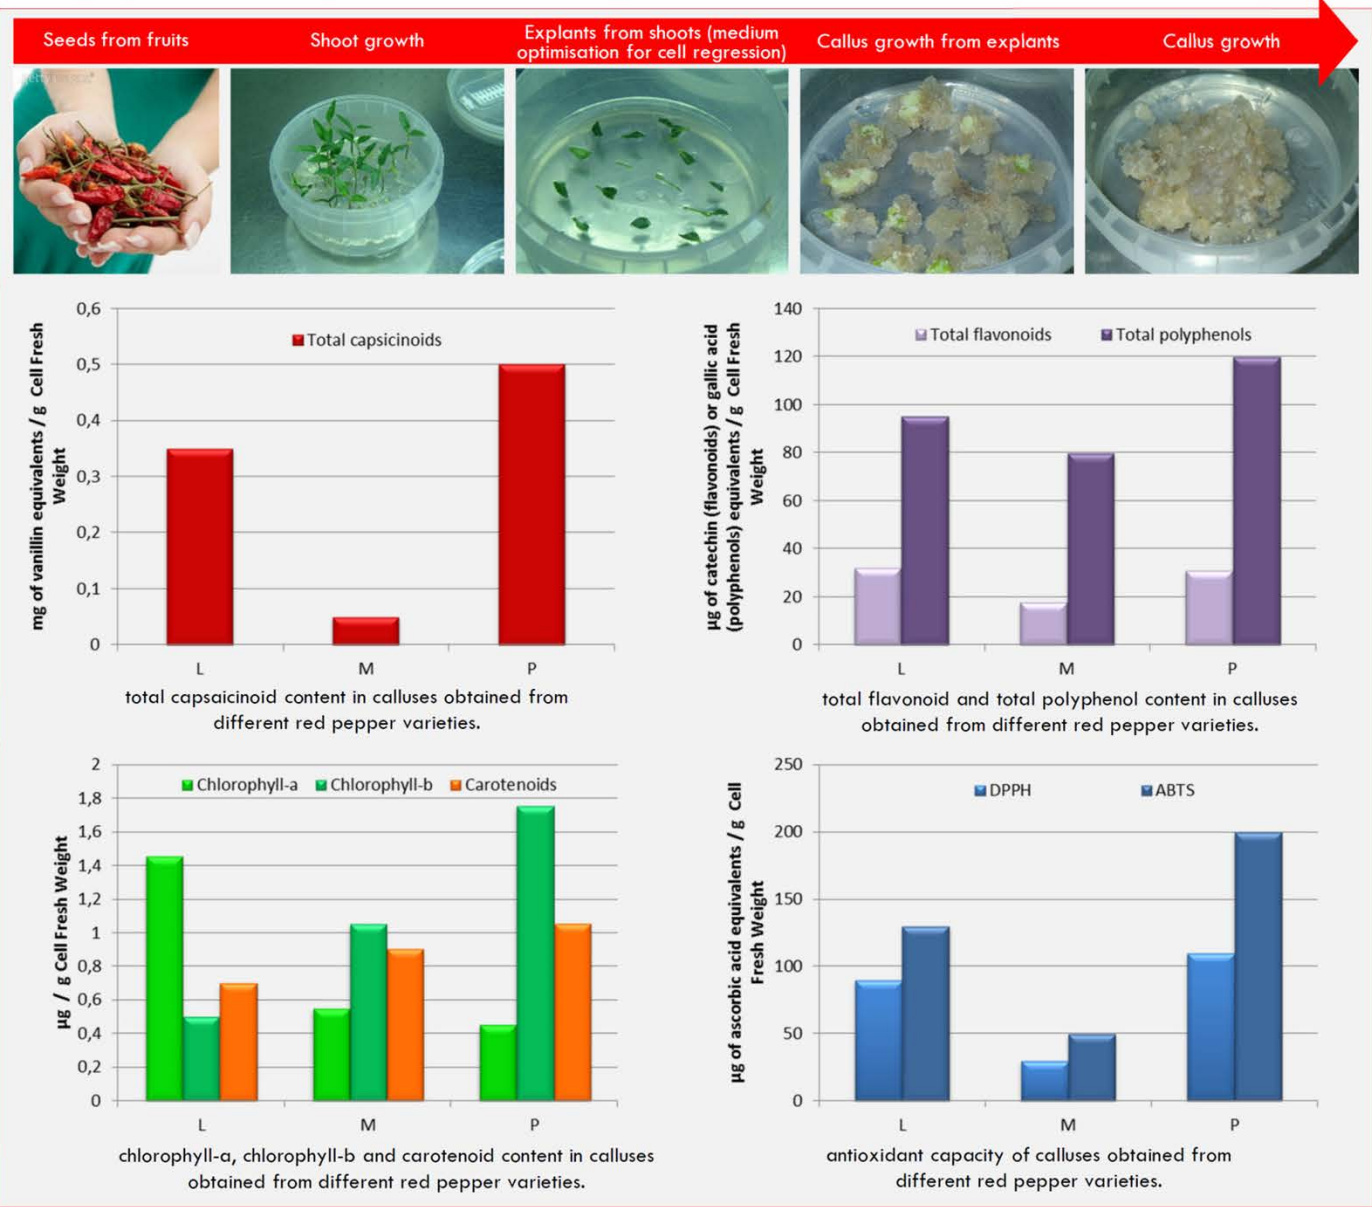 Seeds from fruits
Shoot growth
Explants from shoots (medium
optimisation for cell regression)
Callus growth from explants
Callus growth
0,6
0,5
0,4
0,3
0,2
0,1
0
mg of vanillin equivalents / g Cell Fresh
Weight
Total capsicinoids
L
M
P
total capsaicinoid content in calluses obtained from
different red pepper varieties.
140
120
100
80
60
40
20
0
µg of catechin (flavonoids) or gallic acid
(polyphenols) equivalents / g Cell Fresh
Weight
Total flavonoids
Total polyphenols
L
M
P
total flavonoid and total polyphenol content in calluses
obtained from different red pepper varieties.
2
1,8
1,6
1,4
1,2
1
0,8
0,6
0,4
0,2
0
µg / g Cell Fresh Weight
Chlorophyll-a
Chlorophyll-b
Carotenoids
L
M
P
chlorophyll-a, chlorophyll-b and carotenoid content in calluses
obtained from different red pepper varieties.
250
200
150
100
50
0
µg of ascorbic acid equivalents / g Cell
Fresh Weight
DPPH
ABTS
L
M
P
antioxidant capacity of calluses obtained from
different red pepper varieties.